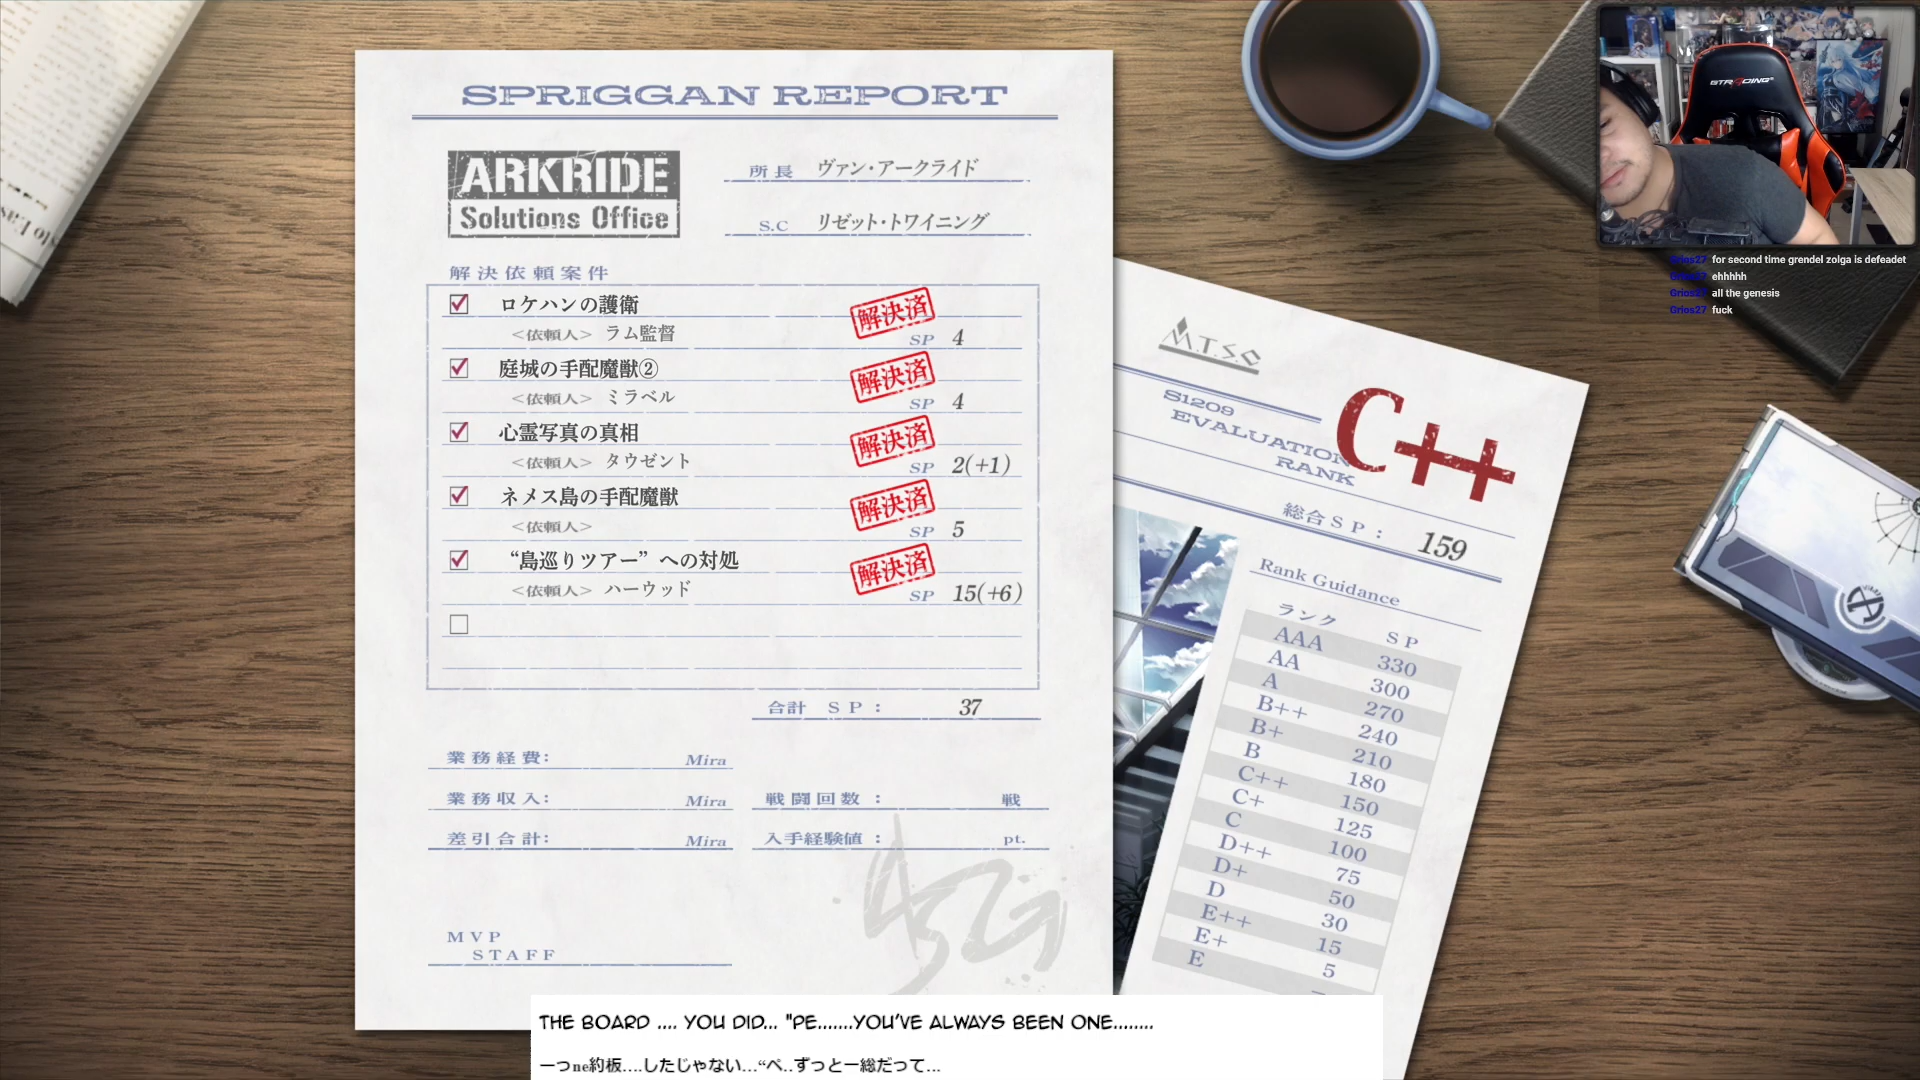 SPRIGGAN REPORT
ARKRIDE
Solutions Office
所長 ヴァン・アークライド
S.C リゼット・トワイニング
解決依頼案件
ロケハンの護衛
<依頼人> ラム監督
解決済
SP 4
庭城の手配魔獣②
<依頼人> ミラベル
解決済
SP 4
心霊写真の真相
<依頼人> タウゼント
解決済
SP 2(+1)
ネメス島の手配魔獣
<依頼人>
解決済
SP 5
“島巡りツアー”への対処
<依頼人> ハーウッド
解決済
SP 15(+6)
合計 SP: 37
業務経費: Mira
業務収入: Mira
差引合計: Mira
戦闘回数: 戦
入手経験値: pt.
MVP
STAFF
M.T.S.C
S1209
EVALUATION
RANK
C++
総合SP: 159
Rank Guidance
ランク SP
AAA 330
AA 300
A 270
B++ 240
B+ 210
B 180
C++ 150
C+ 125
C 100
D++ 75
D+ 50
D 30
E++ 15
E+ 5
E –
GTRACING
Grios27 for second time grendel zolga is defeadet
Grios27 ehhhhh
Grios27 all the genesis
Grios27 fuck
THE BOARD .... YOU DID... "PE.......YOU'VE ALWAYS BEEN ONE........
一つne約板....したじゃない...“ペ..ずっと一総だって...